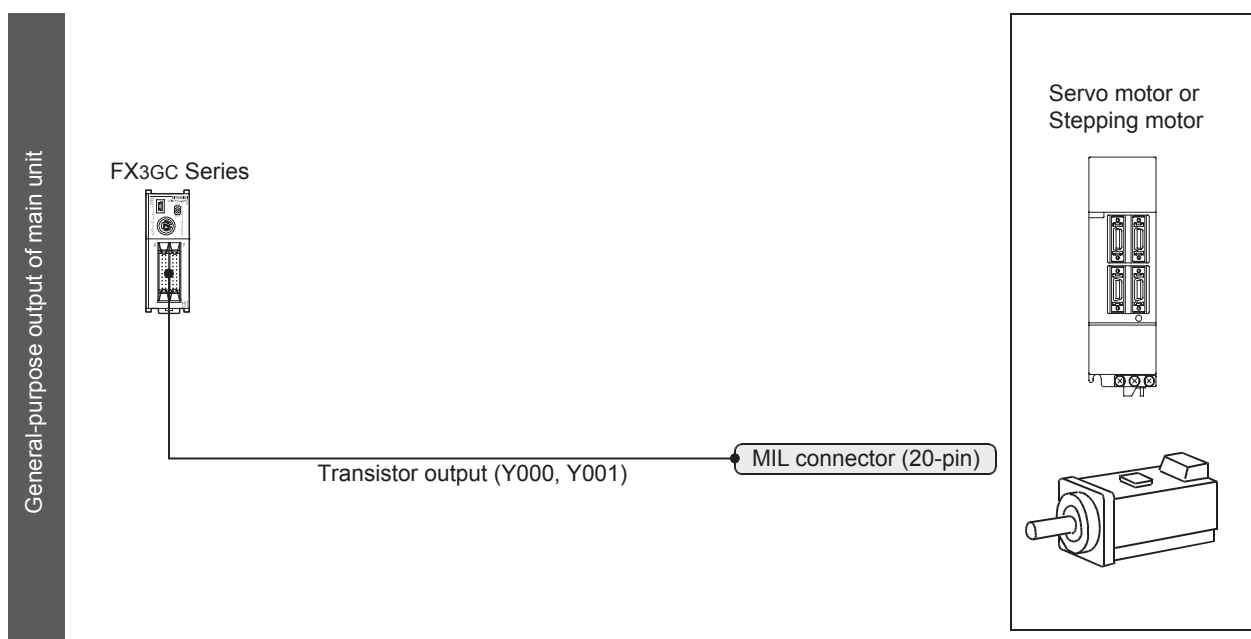 General-purpose output of main unit
FX3GC Series
Transistor output (Y000, Y001)
MIL connector (20-pin)
Servo motor or
Stepping motor